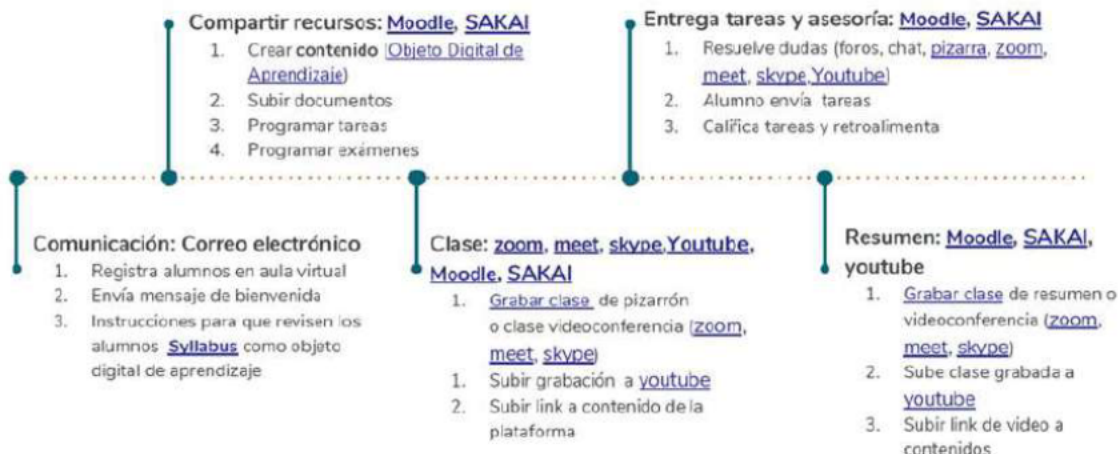 Compartir recursos: Moodle, SAKAI
1. Crear contenido (Objeto Digital de
Aprendizaje)
2. Subir documentos
3. Programar tareas
4. Programar exámenes
Entrega tareas y asesoría: Moodle, SAKAI
1. Resuelve dudas (foros, chat, pizarra, zoom,
meet, skype,Youtube)
2. Alumno envía tareas
3. Califica tareas y retroalimenta
Comunicación: Correo electrónico
1. Registra alumnos en aula virtual
2. Envía mensaje de bienvenida
3. Instrucciones para que revisen los
alumnos Syllabus como objeto
digital de aprendizaje
Clase: zoom, meet, skype,Youtube,
Moodle, SAKAI
1. Grabar clase de pizarrón
o clase videoconferencia (zoom,
meet, skype)
1. Subir grabación a youtube
2. Subir link a contenido de la
plataforma
Resumen: Moodle, SAKAI,
youtube
1. Grabar clase de resumen o
videoconferencia (zoom,
meet, skype)
2. Sube clase grabada a
youtube
3. Subir link de video a
contenidos